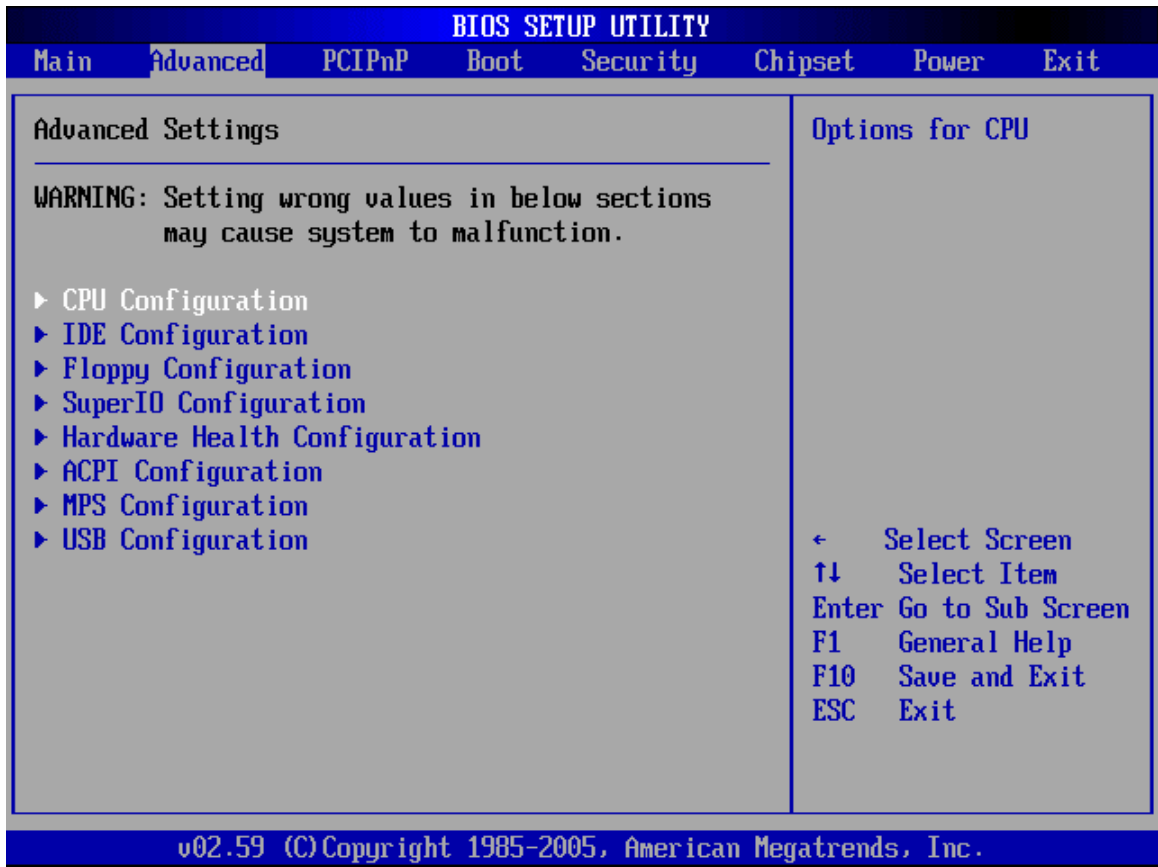 BIOS SETUP UTILITY
Main Advanced PCIPnP Boot Security Chipset Power Exit
Advanced Settings
WARNING: Setting wrong values in below sections
may cause system to malfunction.
▶ CPU Configuration
▶ IDE Configuration
▶ Floppy Configuration
▶ SuperIO Configuration
▶ Hardware Health Configuration
▶ ACPI Configuration
▶ MPS Configuration
▶ USB Configuration
Options for CPU
← Select Screen
↑↓ Select Item
Enter Go to Sub Screen
F1 General Help
F10 Save and Exit
ESC Exit
v02.59 (C)Copyright 1985-2005, American Megatrends, Inc.